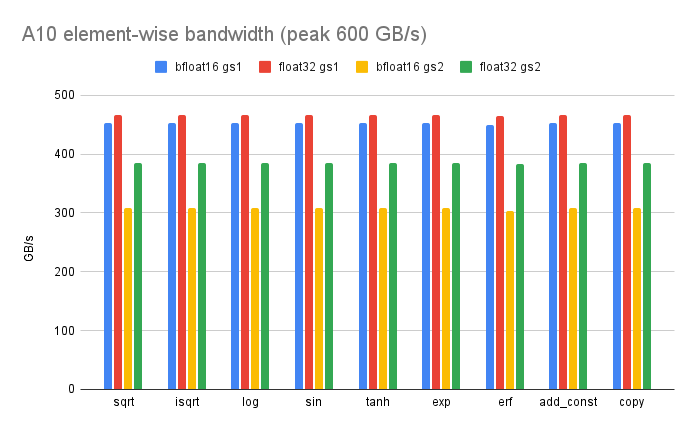 A10 element-wise bandwidth (peak 600 GB/s)
bfloat16 gs1 float32 gs1 bfloat16 gs2 float32 gs2
500
400
300
200
100
0
GB/s
sqrt isqrt log sin tanh exp erf add_const copy